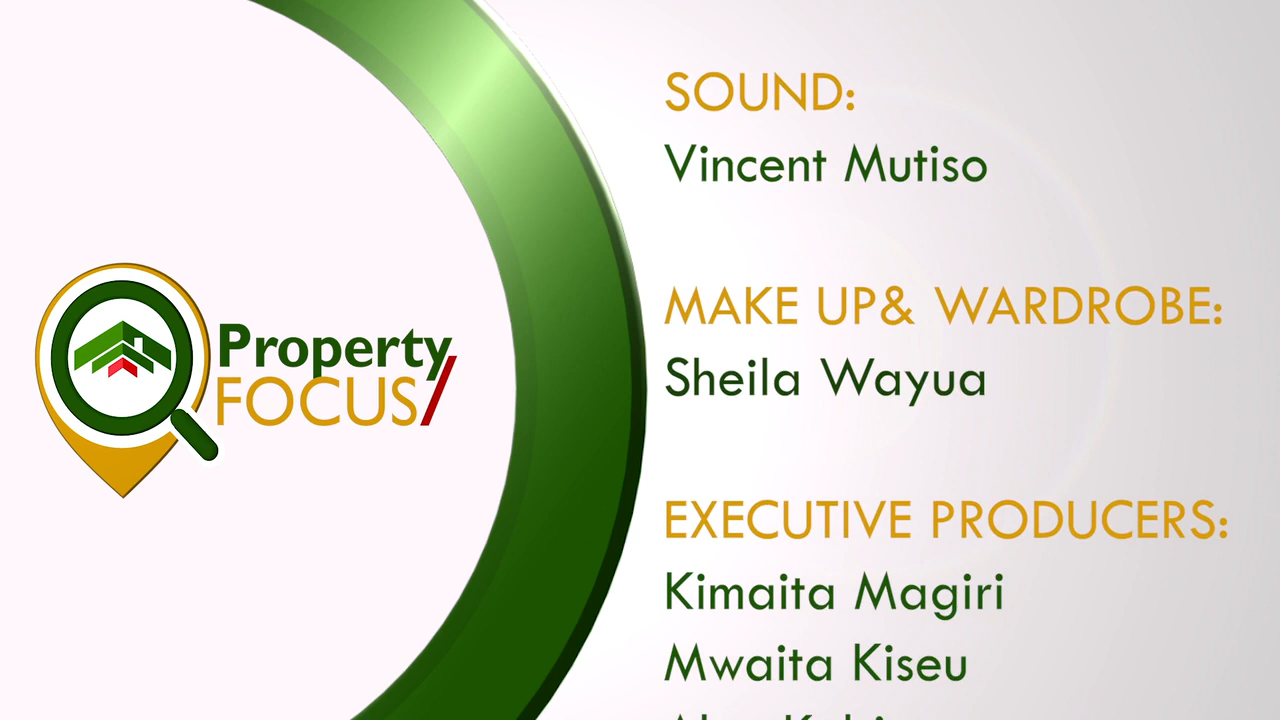 Property
FOCUS/
SOUND:
Vincent Mutiso
MAKE UP& WARDROBE:
Sheila Wayua
EXECUTIVE PRODUCERS:
Kimaita Magiri
Mwaita Kiseu